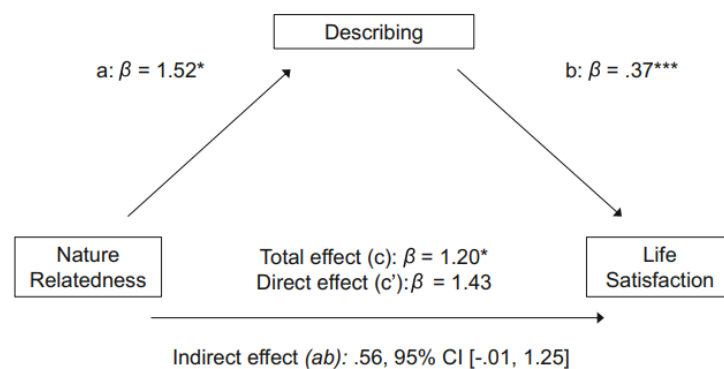 Describing
a: β = 1.52*
b: β = .37***
Nature
Relatedness
Total effect (c): β = 1.20*
Direct effect (c'):β = 1.43
Life
Satisfaction
Indirect effect (ab): .56, 95% CI [-.01, 1.25]